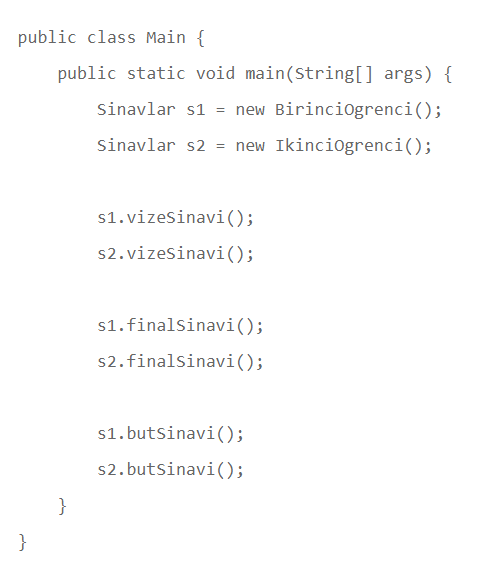 public class Main {
    public static void main(String[] args) {
        Sinavlar s1 = new BirinciOgrenci();
        Sinavlar s2 = new IkinciOgrenci();

        s1.vizeSinavi();
        s2.vizeSinavi();

        s1.finalSinavi();
        s2.finalSinavi();

        s1.butSinavi();
        s2.butSinavi();
    }
}